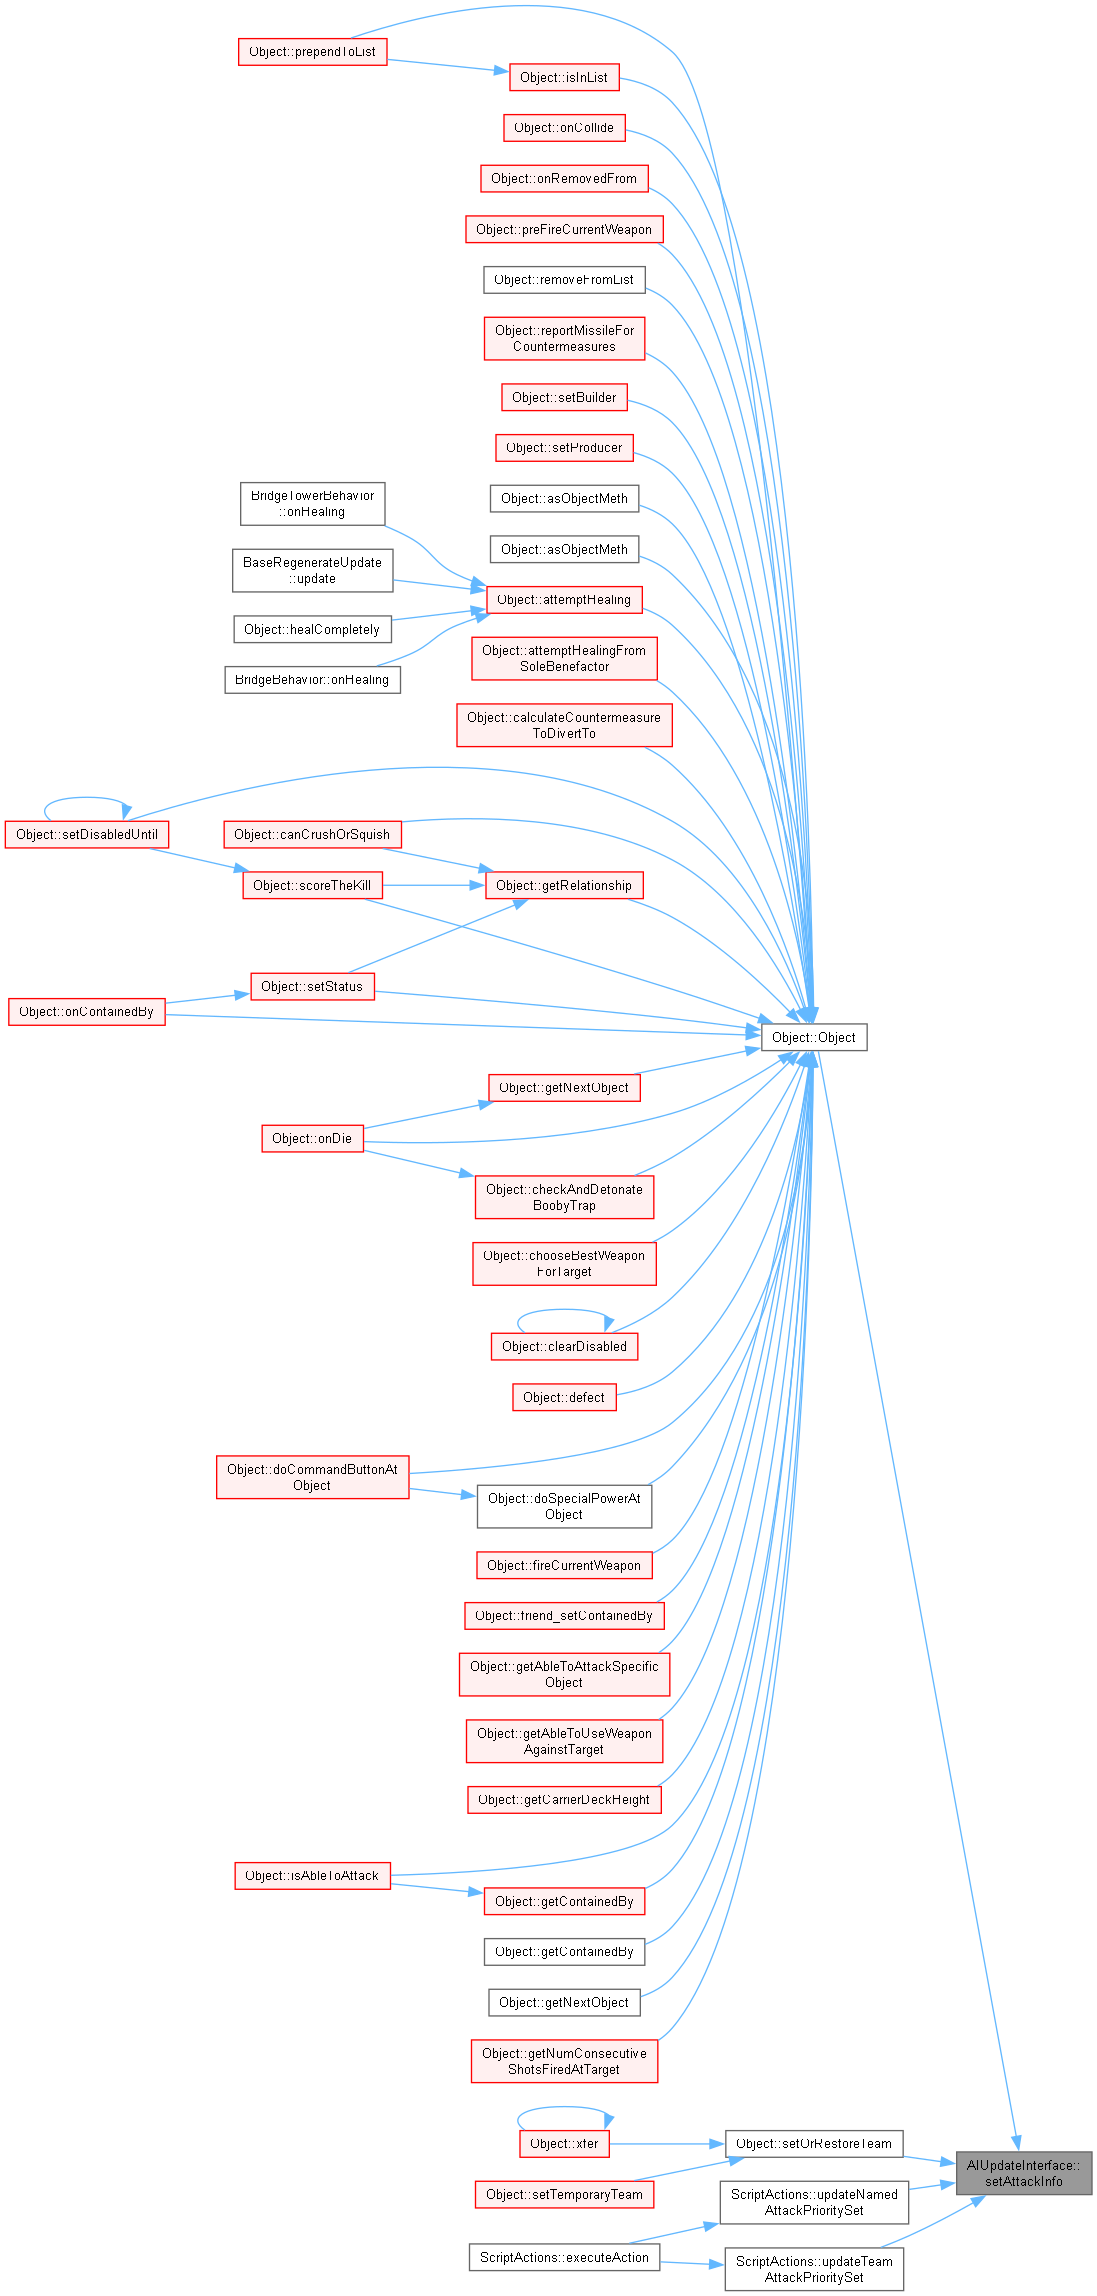 Object::prependToList
Object::isInList
Object::onCollide
Object::onRemovedFrom
Object::preFireCurrentWeapon
Object::removeFromList
Object::reportMissileFor
Countermeasures
Object::setBuilder
Object::setProducer
Object::asObjectMeth
Object::asObjectMeth
BridgeTowerBehavior
::onHealing
BaseRegenerateUpdate
::update
Object::healCompletely
BridgeBehavior::onHealing
Object::attemptHealing
Object::attemptHealingFrom
SoleBenefactor
Object::calculateCountermeasure
ToDivertTo
Object::setDisabledUntil
Object::canCrushOrSquish
Object::scoreTheKill
Object::getRelationship
Object::setStatus
Object::onContainedBy
Object::Object
Object::getNextObject
Object::onDie
Object::checkAndDetonate
BoobyTrap
Object::chooseBestWeapon
ForTarget
Object::clearDisabled
Object::defect
Object::doCommandButtonAt
Object
Object::doSpecialPowerAt
Object
Object::fireCurrentWeapon
Object::friend_setContainedBy
Object::getAbleToAttackSpecific
Object
Object::getAbleToUseWeapon
AgainstTarget
Object::getCarrierDeckHeight
Object::isAbleToAttack
Object::getContainedBy
Object::getContainedBy
Object::getNextObject
Object::getNumConsecutive
ShotsFiredAtTarget
Object::xfer
Object::setOrRestoreTeam
Object::setTemporaryTeam
AIUpdateInterface::
setAttackInfo
ScriptActions::updateNamed
AttackPrioritySet
ScriptActions::executeAction
ScriptActions::updateTeam
AttackPrioritySet